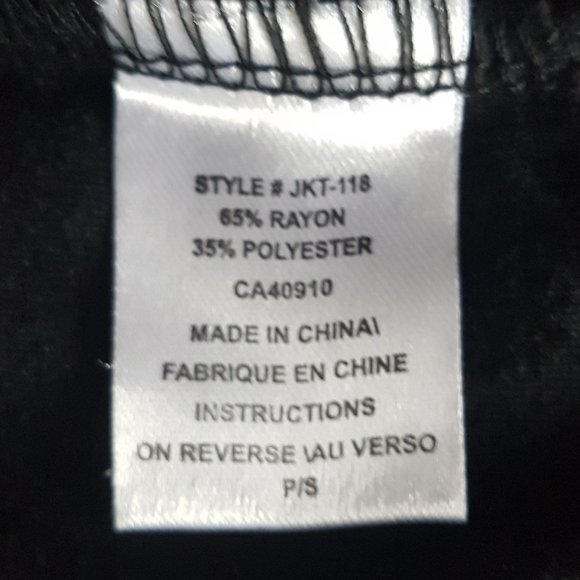 STYLE # JKT-118
65% RAYON
35% POLYESTER
CA40910
MADE IN CHINA\
FABRIQUE EN CHINE
INSTRUCTIONS
ON REVERSE \AU VERSO
P/S